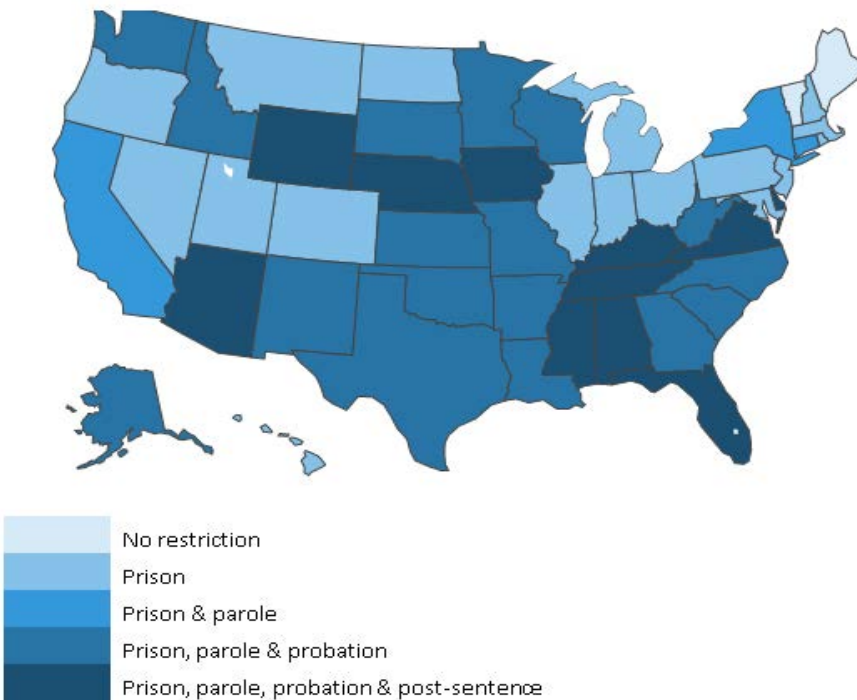 No restriction
Prison
Prison & parole
Prison, parole & probation
Prison, parole, probation & post-sentence